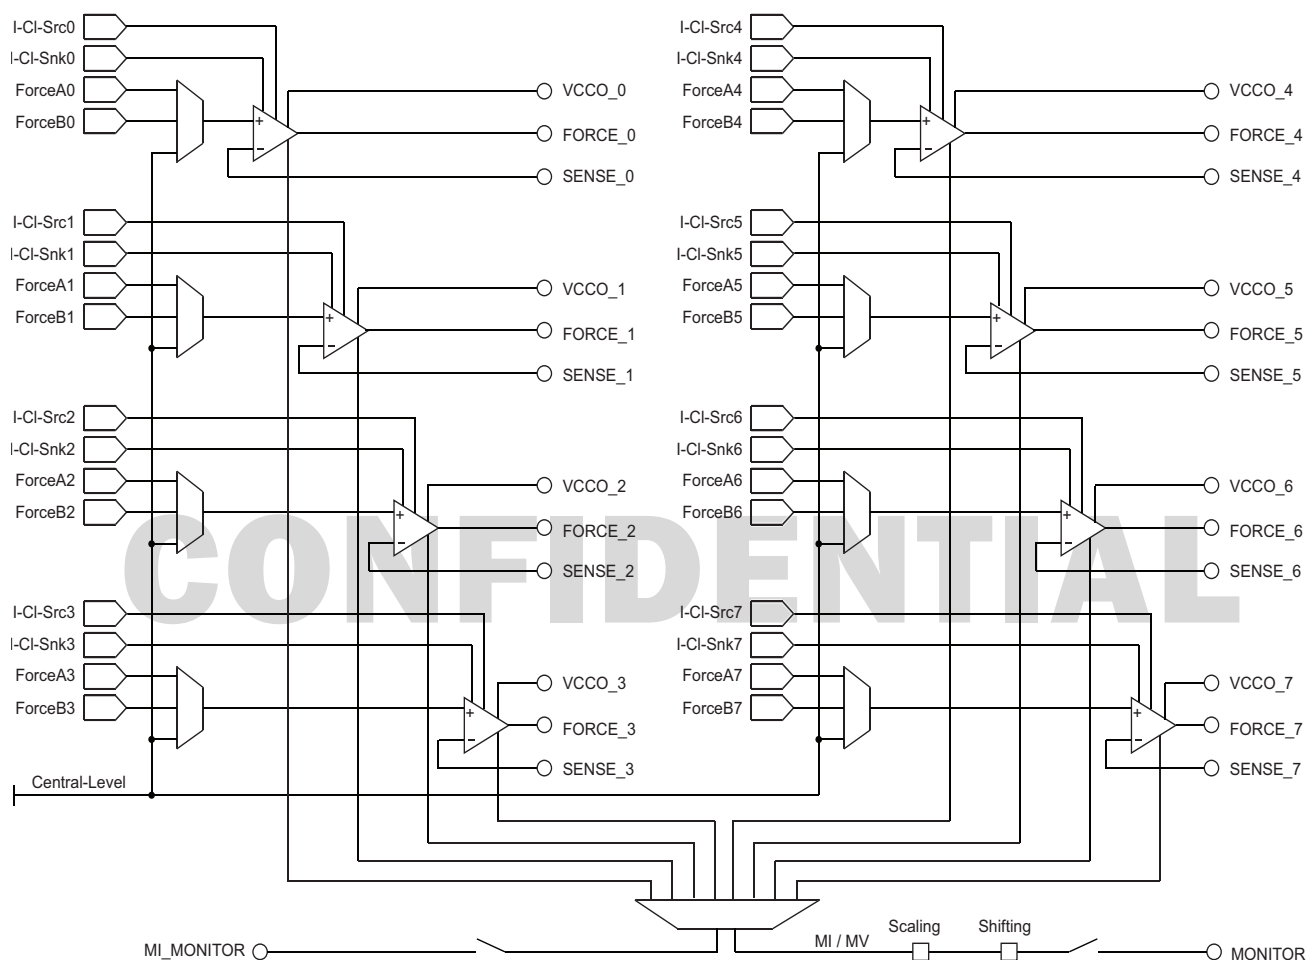 I-Cl-Src0
I-Cl-Snk0
ForceA0
ForceB0
+
−
VCCO_0
FORCE_0
SENSE_0
I-Cl-Src1
I-Cl-Snk1
ForceA1
ForceB1
+
−
VCCO_1
FORCE_1
SENSE_1
I-Cl-Src2
I-Cl-Snk2
ForceA2
ForceB2
+
−
VCCO_2
FORCE_2
SENSE_2
I-Cl-Src3
I-Cl-Snk3
ForceA3
ForceB3
+
−
VCCO_3
FORCE_3
SENSE_3
Central-Level
I-Cl-Src4
I-Cl-Snk4
ForceA4
ForceB4
+
−
VCCO_4
FORCE_4
SENSE_4
I-Cl-Src5
I-Cl-Snk5
ForceA5
ForceB5
+
−
VCCO_5
FORCE_5
SENSE_5
I-Cl-Src6
I-Cl-Snk6
ForceA6
ForceB6
+
−
VCCO_6
FORCE_6
SENSE_6
I-Cl-Src7
I-Cl-Snk7
ForceA7
ForceB7
+
−
VCCO_7
FORCE_7
SENSE_7
CONFIDENTIAL
MI_MONITOR
MI / MV
Scaling
Shifting
MONITOR